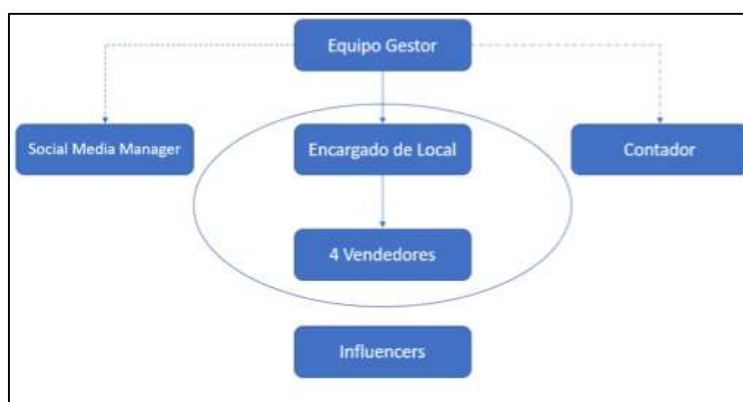 Equipo Gestor
Social Media Manager
Encargado de Local
Contador
4 Vendedores
Influencers